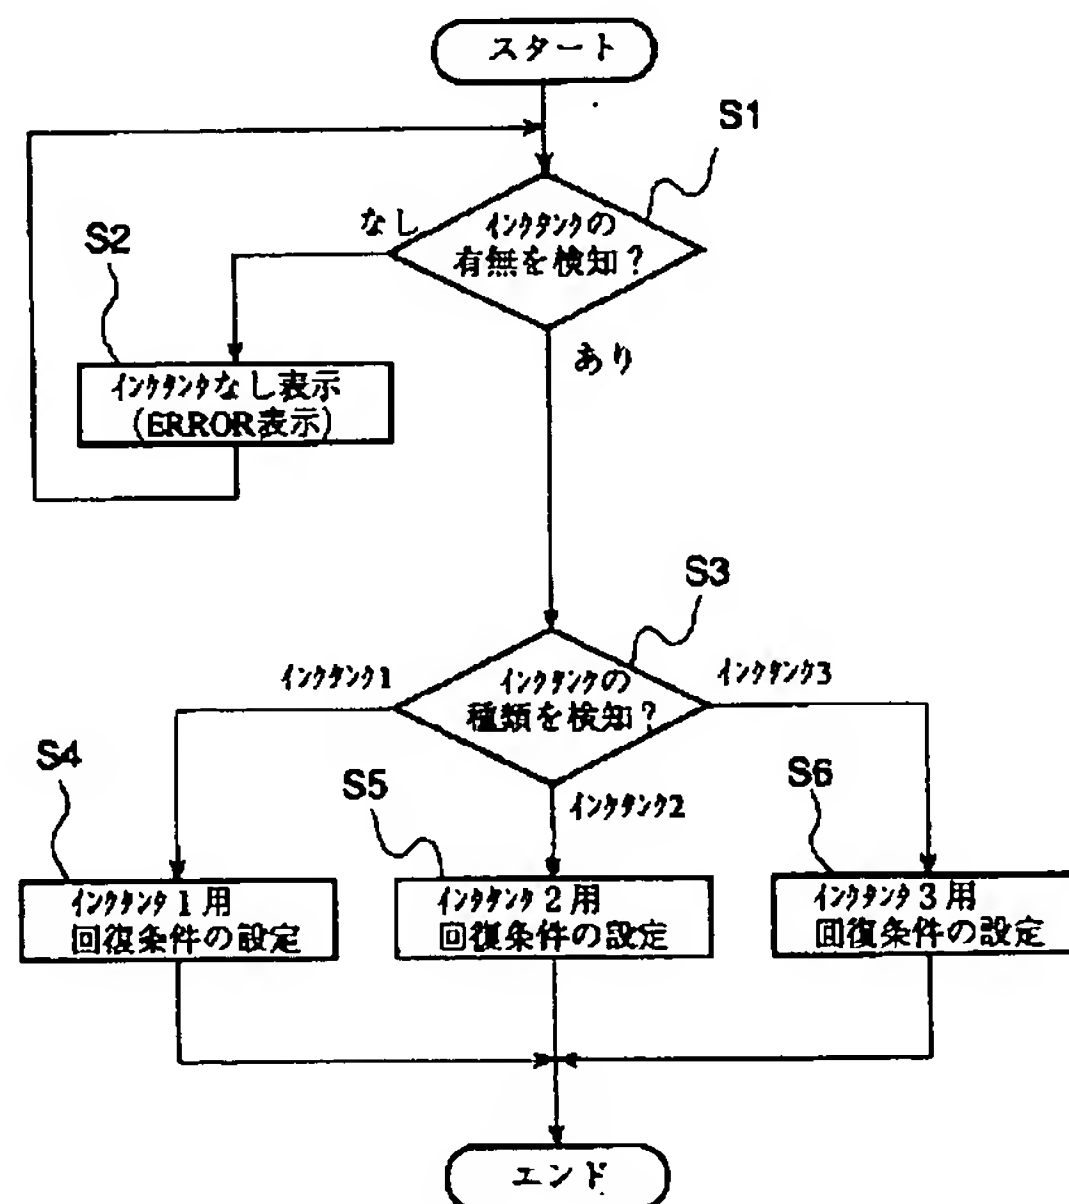 スタート
S1
なし
インクタンクの
有無を検知?
S2
あり
インクタンクなし表示
(ERROR表示)
S3
インクタンク1
インクタンクの
種類を検知?
インクタンク3
S4
S5
インクタンク2
S6
インクタンク1用
回復条件の設定
インクタンク2用
回復条件の設定
インクタンク3用
回復条件の設定
エンド